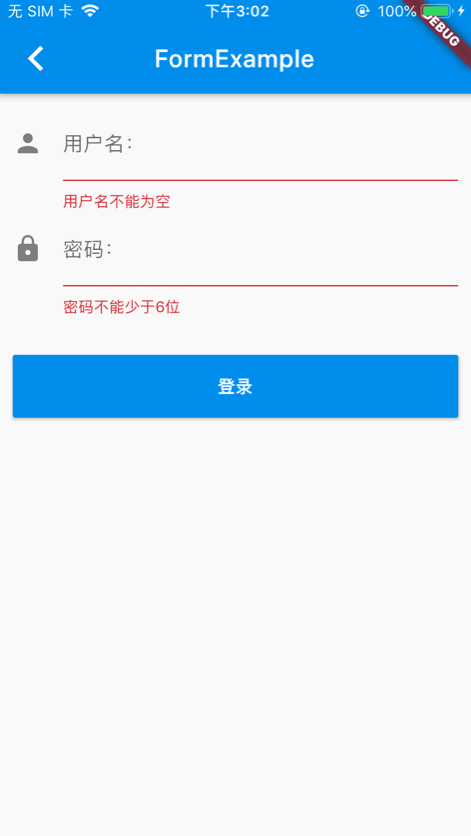 无 SIM 卡 下午3:02 100%
DEBUG
FormExample
用户名：
用户名不能为空
密码：
密码不能少于6位
登录